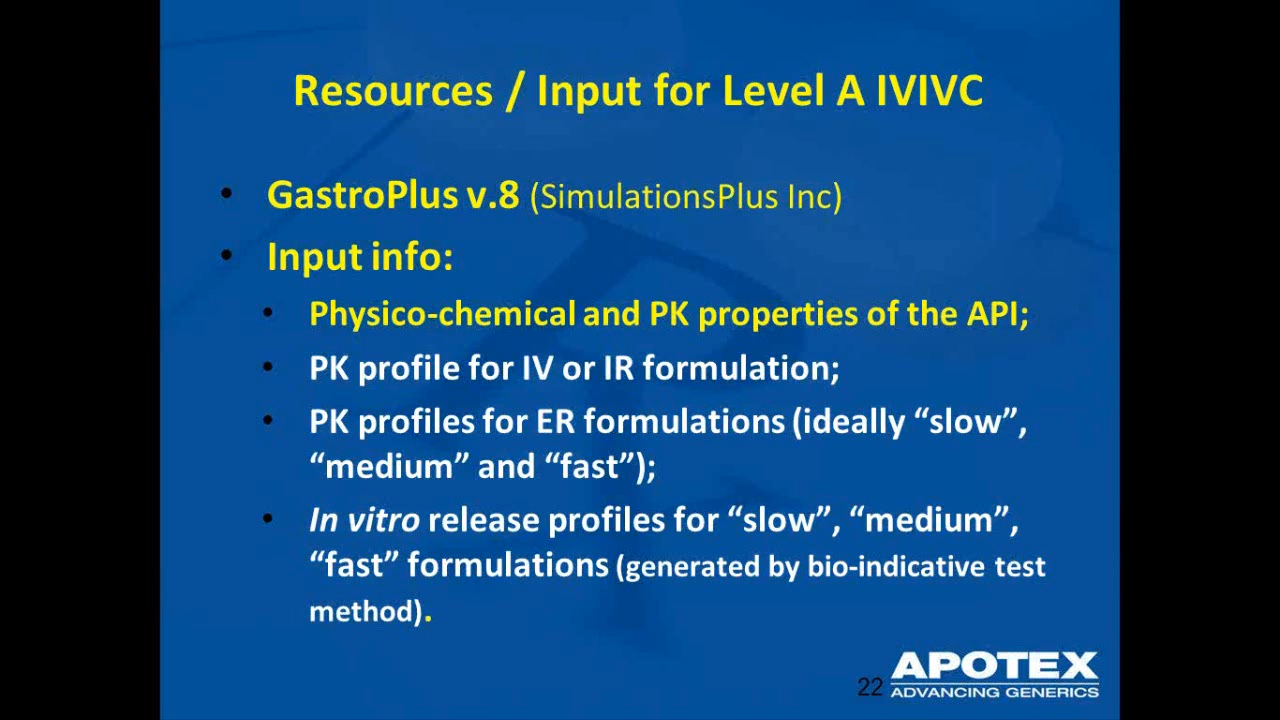 Resources / Input for Level A IVIVC
• GastroPlus v.8 (SimulationsPlus Inc)
• Input info:
• Physico-chemical and PK properties of the API;
• PK profile for IV or IR formulation;
• PK profiles for ER formulations (ideally “slow”,
“medium” and “fast”);
• In vitro release profiles for “slow”, “medium”,
“fast” formulations (generated by bio-indicative test
method).
22
APOTEX
ADVANCING GENERICS